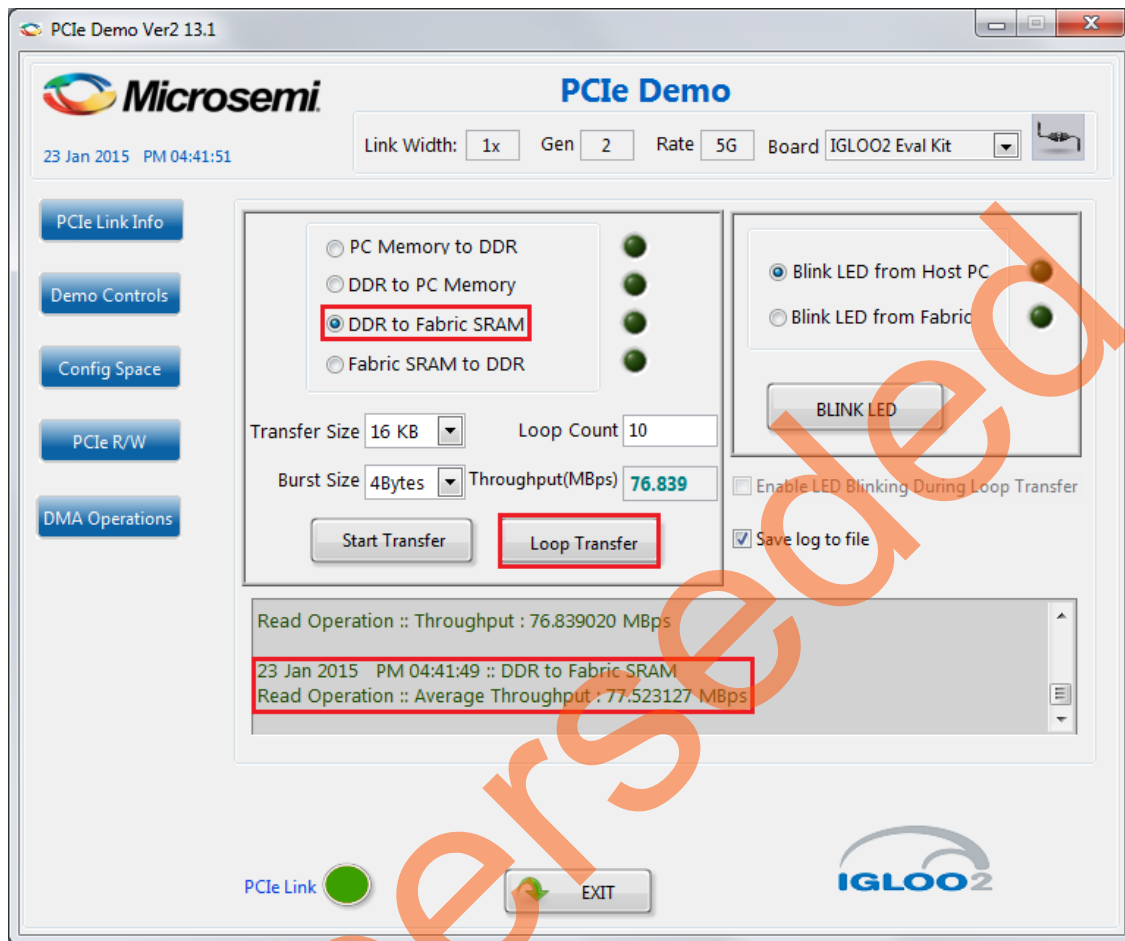 PCIe Demo Ver2 13.1
Microsemi
PCIe Demo
23 Jan 2015 PM 04:41:51
Link Width: 1x Gen 2 Rate 5G Board IGLOO2 Eval Kit
PCIe Link Info
Demo Controls
Config Space
PCIe R/W
DMA Operations
PC Memory to DDR
DDR to PC Memory
DDR to Fabric SRAM
Fabric SRAM to DDR
Transfer Size 16 KB Loop Count 10
Burst Size 4Bytes Throughput(MBps) 76.839
Start Transfer Loop Transfer
Blink LED from Host PC
Blink LED from Fabric
BLINK LED
Enable LED Blinking During Loop Transfer
Save log to file
Read Operation :: Throughput : 76.839020 MBps
23 Jan 2015 PM 04:41:49 :: DDR to Fabric SRAM
Read Operation :: Average Throughput : 77.523127 MBps
PCIe Link
EXIT
IGLOO2
erseded